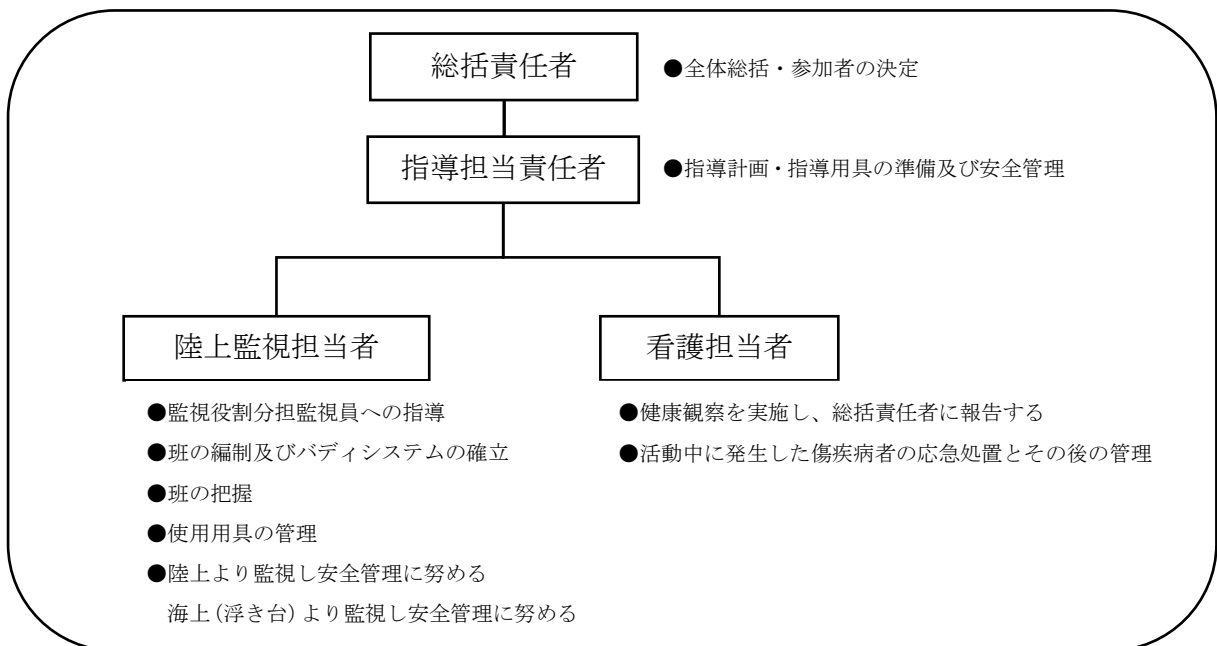 総括責任者
●全体総括・参加者の決定
指導担当責任者
●指導計画・指導用具の準備及び安全管理
陸上監視担当者
●監視役割分担監視員への指導
●班の編制及びバディシステムの確立
●班の把握
●使用用具の管理
●陸上より監視し安全管理に努める
海上(浮き台)より監視し安全管理に努める
看護担当者
●健康観察を実施し、総括責任者に報告する
●活動中に発生した傷疾病者の応急処置とその後の管理